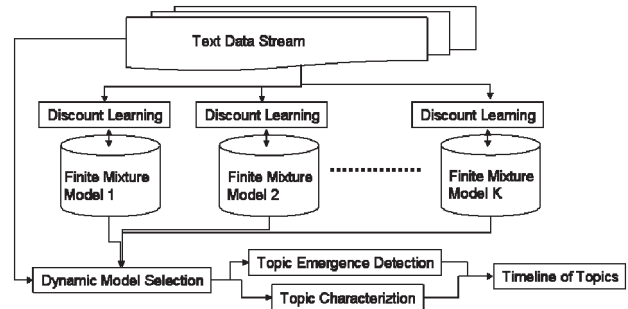 Text Data Stream
Discount Learning
Discount Learning
Discount Learning
Finite Mixture
Model 1
Finite Mixture
Model 2
Finite Mixture
Model K
Topic Emergence Detection
Dynamic Model Selection
Timeline of Topics
Topic Characteriztion